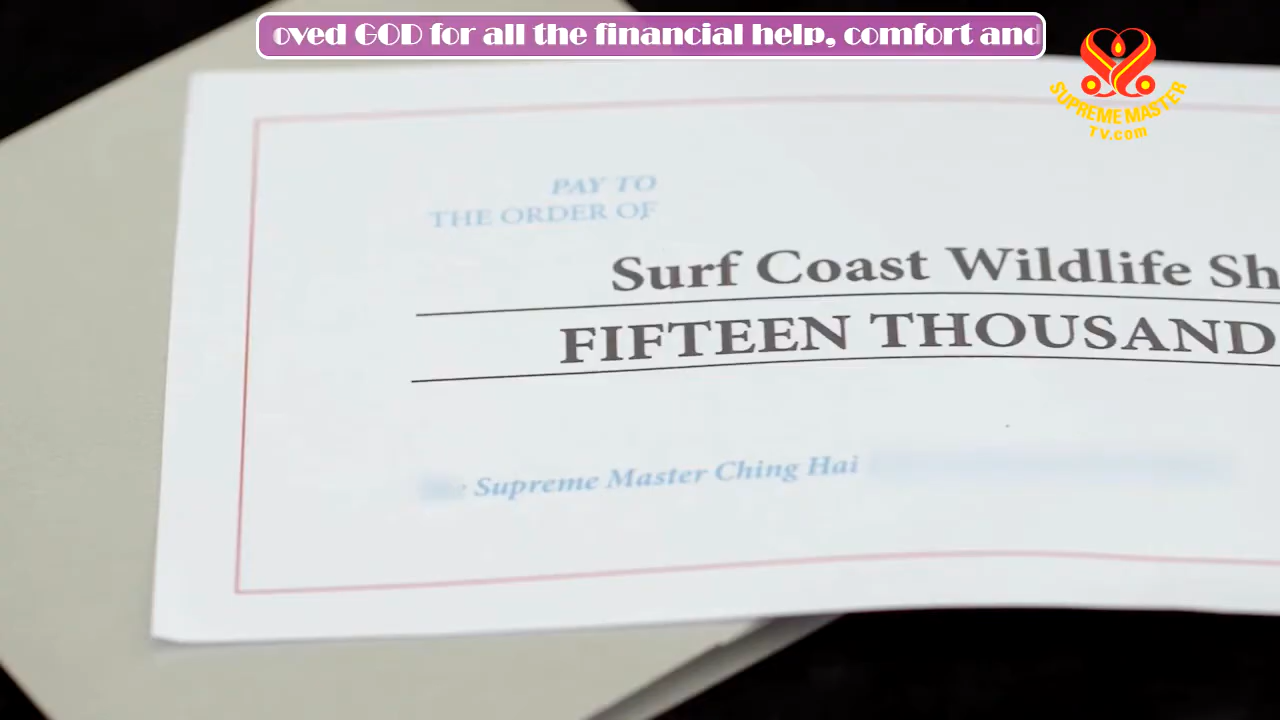 oved GOD for all the financial help, comfort and
SUPREME MASTER
TV.com
PAY TO
THE ORDER OF
Surf Coast Wildlife Sh
FIFTEEN THOUSAND
Supreme Master Ching Hai